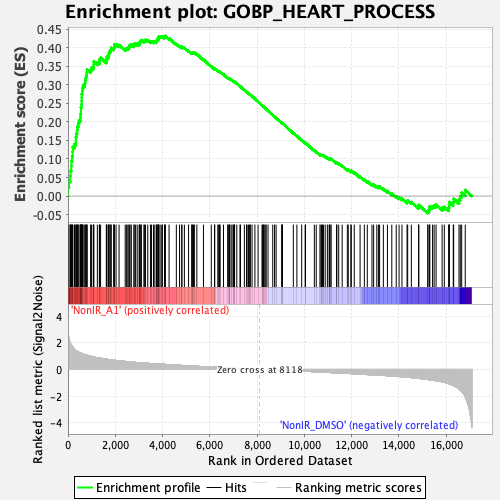 Enrichment plot: GOBP_HEART_PROCESS
Enrichment score (ES)
0.45
0.40
0.35
0.30
0.25
0.20
0.15
0.10
0.05
0.00
-0.05
Ranked list metric (Signal2Noise)
4
2
0
-2
-4
'NonIR_A1' (positively correlated)
Zero cross at 8118
'NonIR_DMSO' (negatively correlated)
0
2,000
4,000
6,000
8,000
10,000
12,000
14,000
16,000
Rank in Ordered Dataset
Enrichment profile
Hits
Ranking metric scores